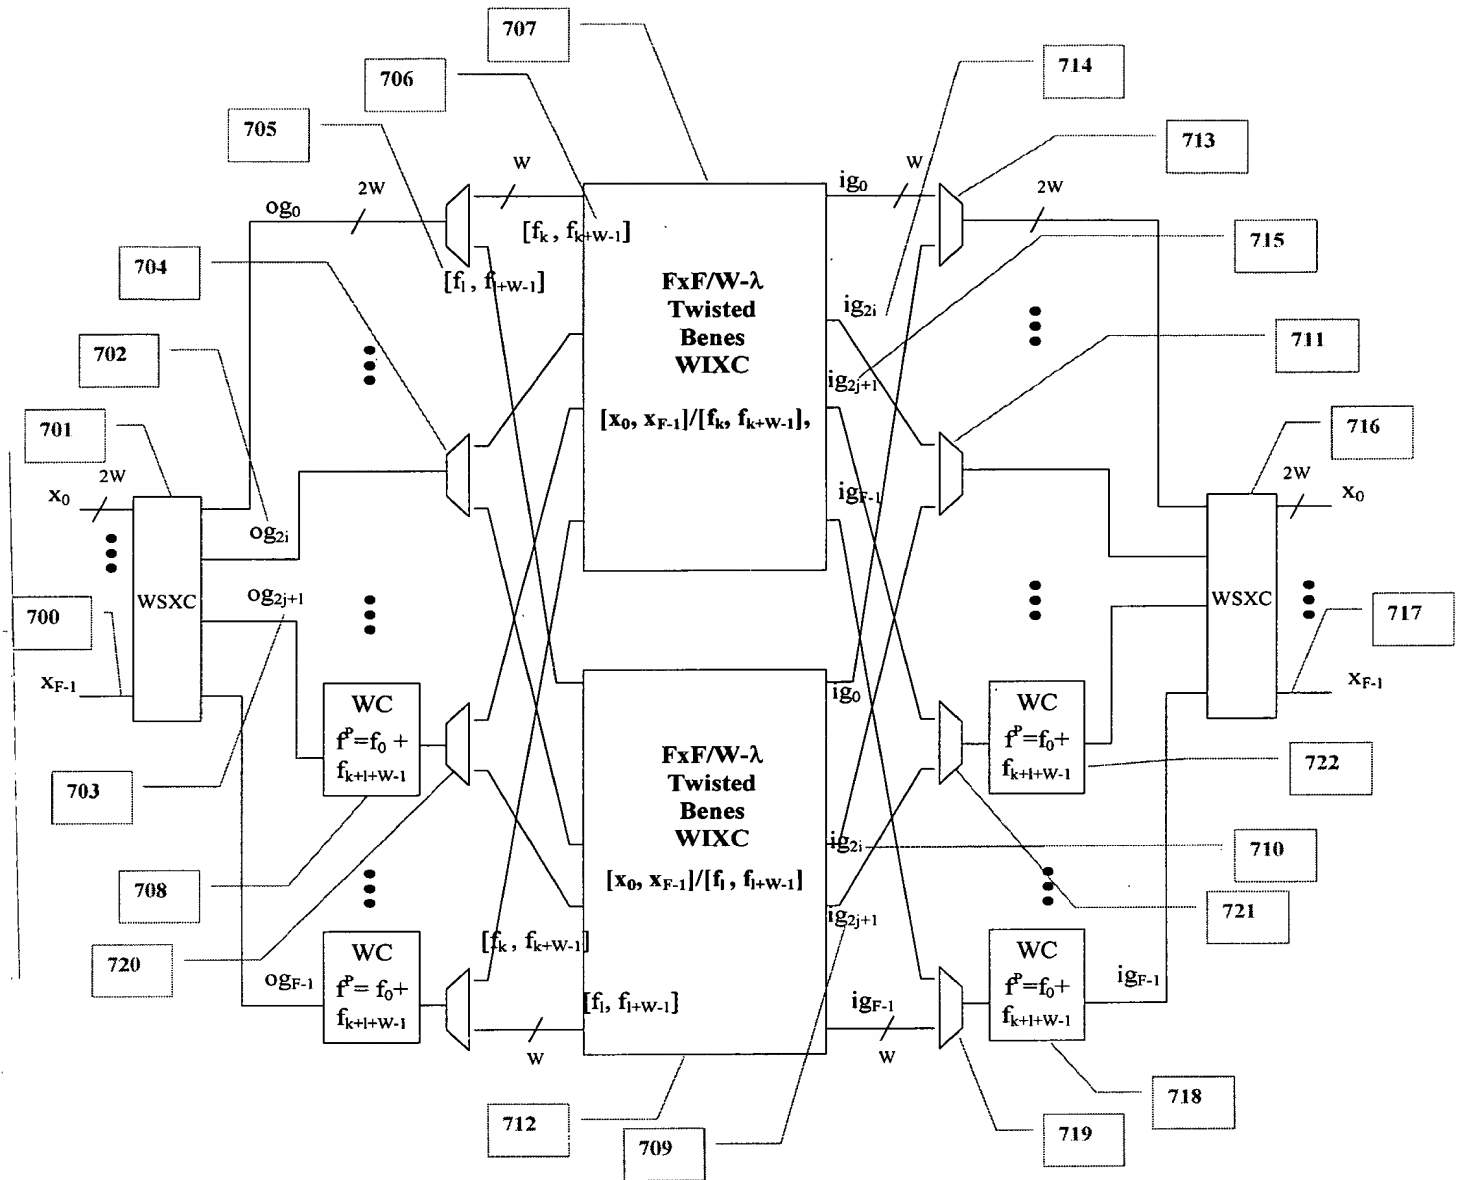 707
714
706
713
705
W
W
ig0
2W
2W
og0
[fk , fk+W-1]
715
704
[fl , fl+W-1]
FxF/W-λ
Twisted
Benes
WIXC
ig2i
711
702
ig2j+1
[x0, xF-1]/[fk, fk+W-1],
701
716
2W
2W
x0
x0
igF-1
og2i
WSXC
WSXC
og2j+1
700
717
xF-1
xF-1
ig0
WC
fP=f0 +
fk+l+W-1
WC
fP=f0+
fk+l+W-1
FxF/W-λ
Twisted
Benes
WIXC
722
703
ig2i
710
708
[x0, xF-1]/[fl , fl+W-1]
721
ig2j+1
720
[fk , fk+W-1]
WC
fP= f0+
fk+l+W-1
WC
fP=f0+
fk+l+W-1
ogF-1
[fl, fl+W-1]
igF-1
igF-1
W
W
718
712
709
719